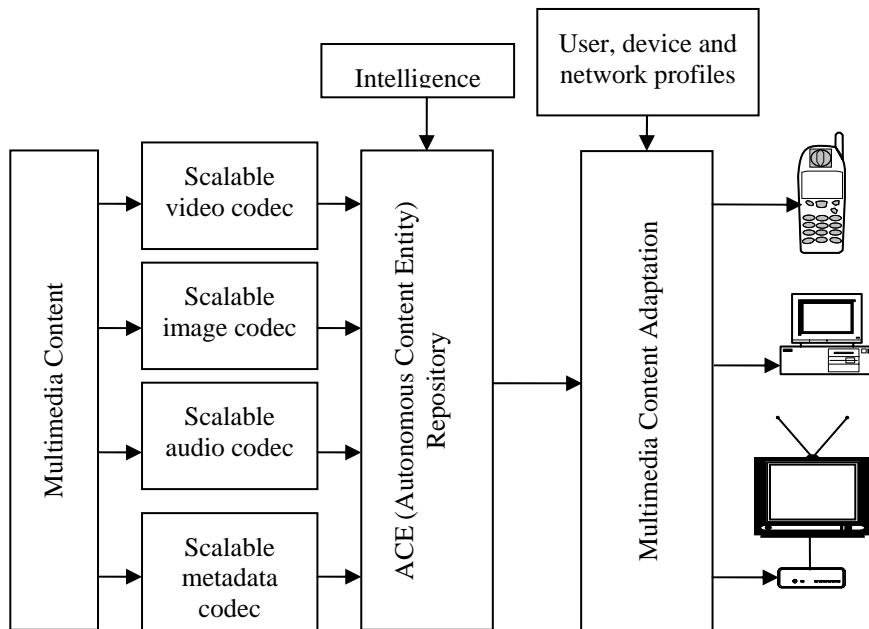 User, device and
network profiles
Intelligence
Multimedia Content
Scalable
video codec
Scalable
image codec
Scalable
audio codec
Scalable
metadata
codec
ACE (Autonomous Content Entity)
Repository
Multimedia Content Adaptation